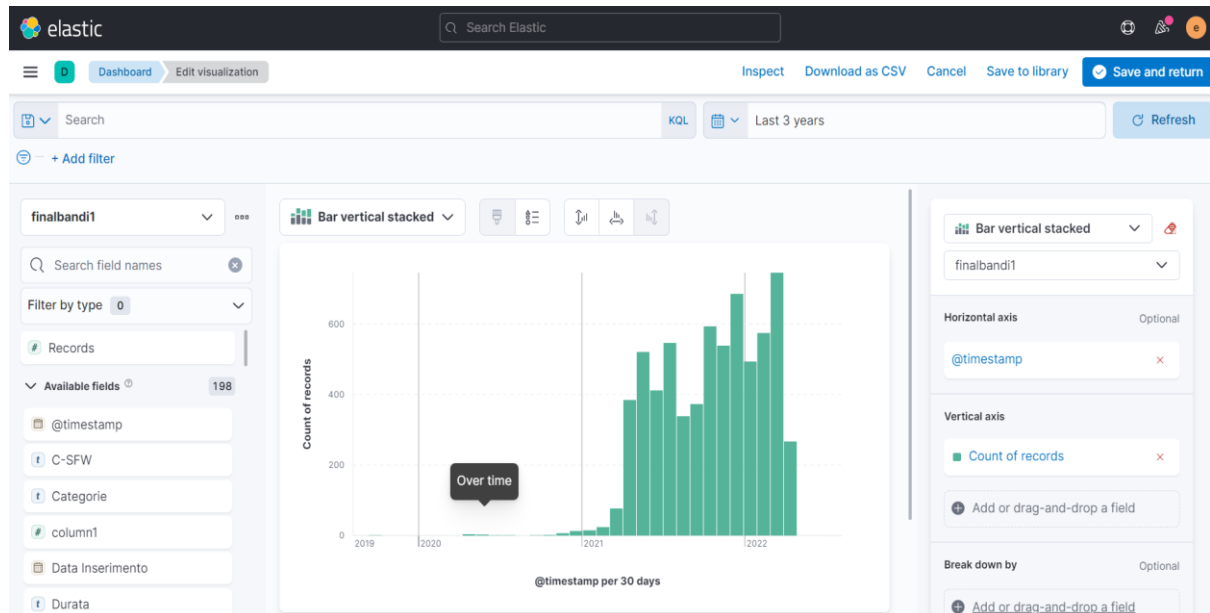 elastic
Search Elastic
e
D
Dashboard
Edit visualization
Inspect
Download as CSV
Cancel
Save to library
Save and return
Search
KQL
Last 3 years
Refresh
+ Add filter
finalbandi1
Search field names
Filter by type 0
# Records
Available fields
198
@timestamp
t C-SFW
t Categorie
# column1
Data Inserimento
t Durata
Bar vertical stacked
Count of records
600
400
200
0
2019
2020
2021
2022
Over time
@timestamp per 30 days
Bar vertical stacked
finalbandi1
Horizontal axis
Optional
@timestamp
Vertical axis
Count of records
Add or drag-and-drop a field
Break down by
Optional
Add or drag-and-drop a field